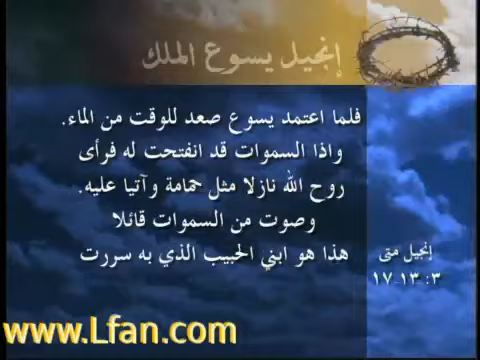 إنجيل يسوع الملك
فلما اعتمد يسوع صعد للوقت من الماء.
واذا السموات قد انفتحت له فرأى
روح الله نازلا مثل حمامة وآتيا عليه.
وصوت من السموات قائلا
هذا هو ابني الحبيب الذي به سررت
إنجيل متى
٣: ١٣-١٧
www.Lfan.com